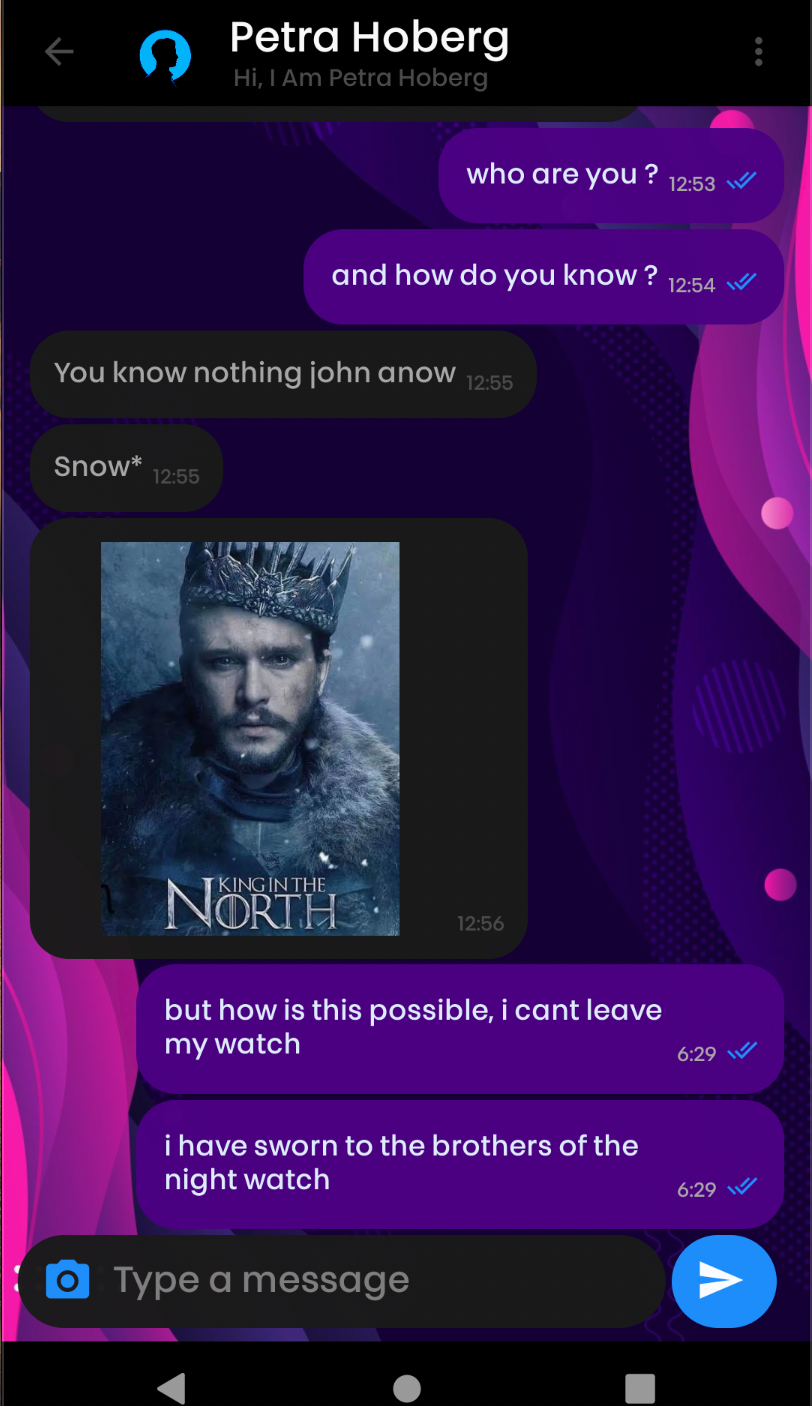 Petra Hoberg
Hi, I Am Petra Hoberg
who are you ? 12:53
and how do you know ? 12:54
You know nothing john anow 12:55
Snow* 12:55
KING IN THE
NORTH
12:56
but how is this possible, i cant leave
my watch
6:29
i have sworn to the brothers of the
night watch
6:29
Type a message